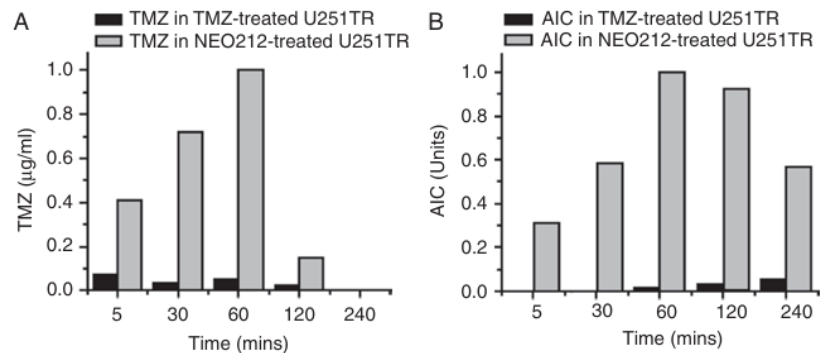 A
TMZ in TMZ-treated U251TR
TMZ in NEO212-treated U251TR
1.0
0.8
0.6
0.4
0.2
0.0
TMZ (μg/ml)
5 30 60 120 240
Time (mins)
B
AIC in TMZ-treated U251TR
AIC in NEO212-treated U251TR
1.0
0.8
0.6
0.4
0.2
0.0
AIC (Units)
5 30 60 120 240
Time (mins)